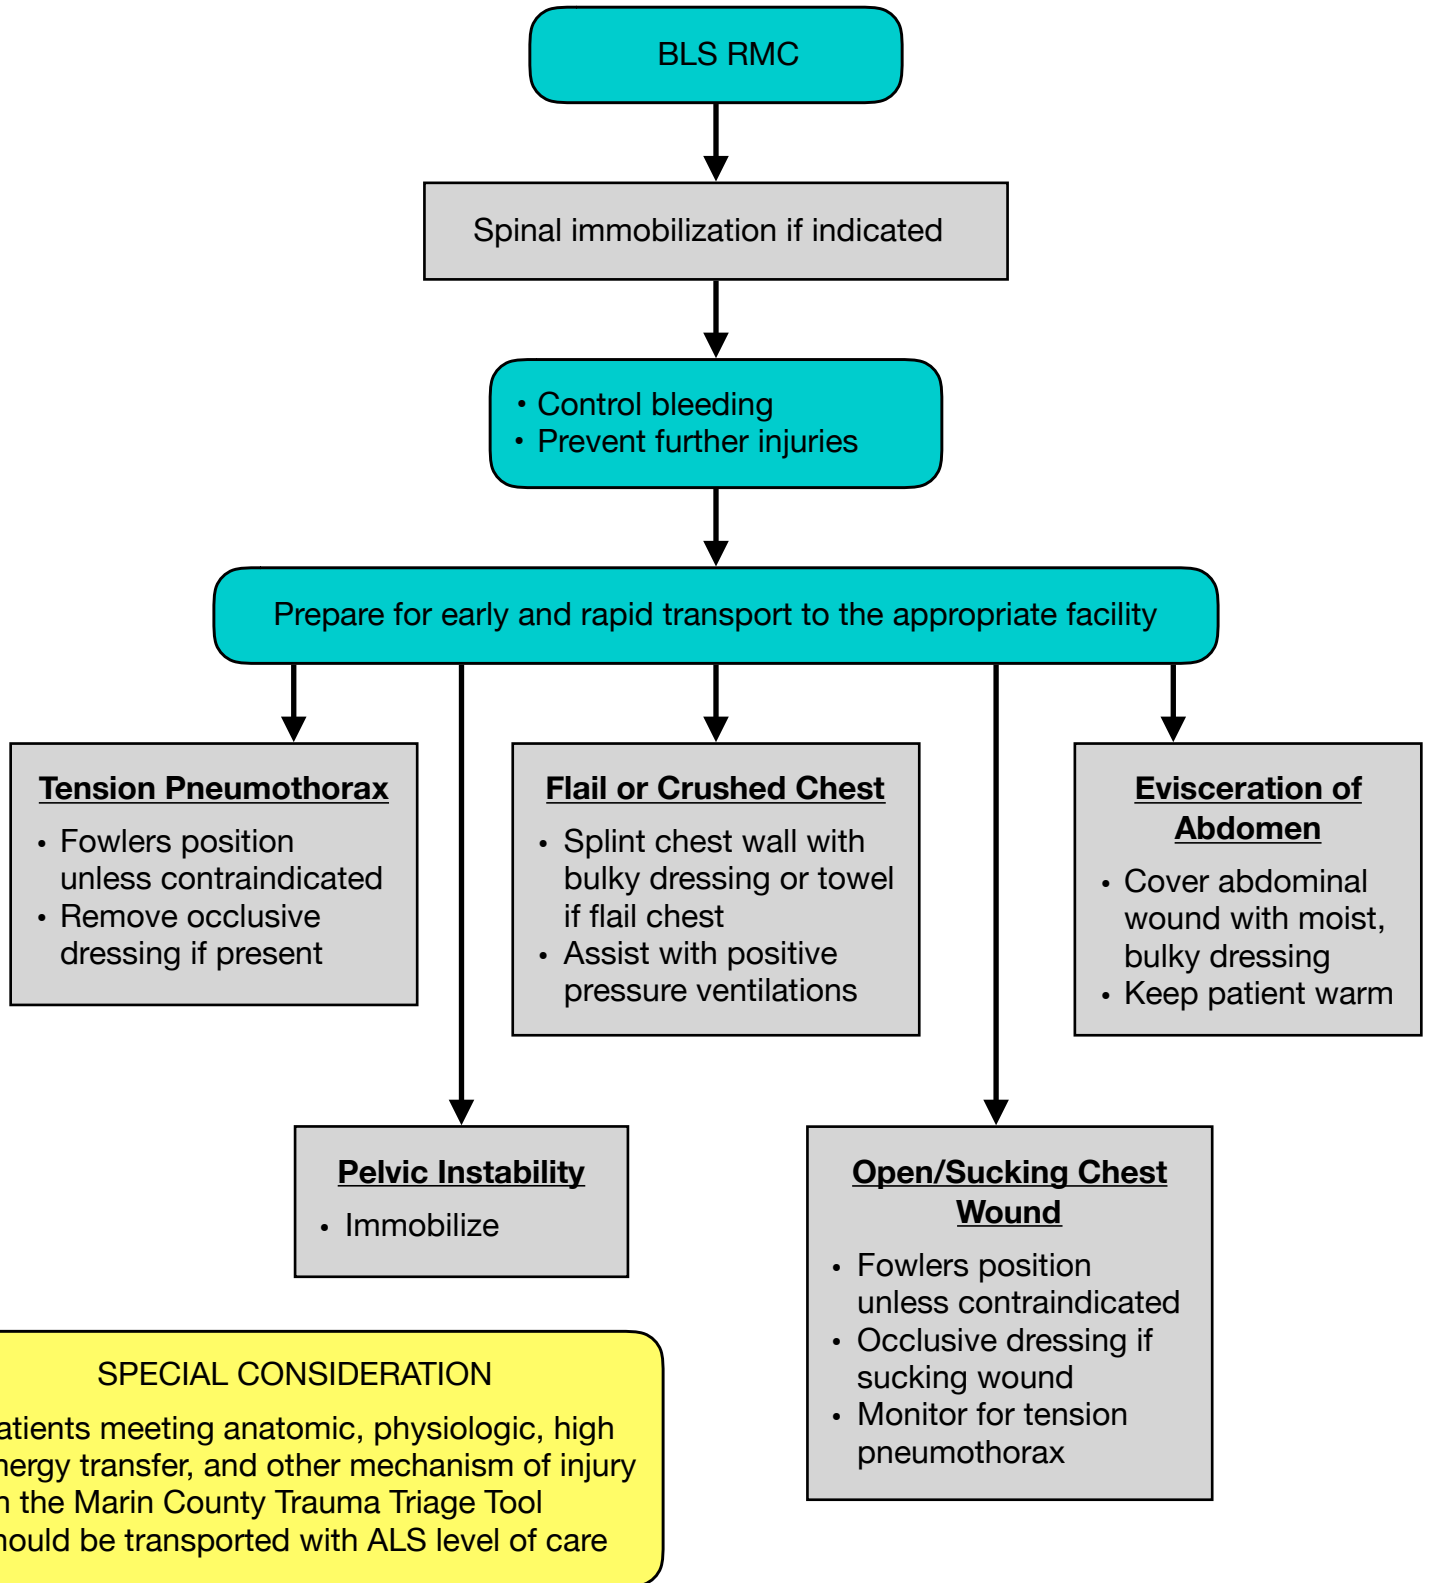 BLS RMC
Spinal immobilization if indicated
• Control bleeding
• Prevent further injuries
Prepare for early and rapid transport to the appropriate facility
Tension Pneumothorax
• Fowlers position
unless contraindicated
• Remove occlusive
dressing if present
Flail or Crushed Chest
• Splint chest wall with
bulky dressing or towel
if flail chest
• Assist with positive
pressure ventilations
Evisceration of
Abdomen
• Cover abdominal
wound with moist,
bulky dressing
• Keep patient warm
Pelvic Instability
• Immobilize
Open/Sucking Chest
Wound
• Fowlers position
unless contraindicated
• Occlusive dressing if
sucking wound
• Monitor for tension
pneumothorax
SPECIAL CONSIDERATION
atients meeting anatomic, physiologic, high
nergy transfer, and other mechanism of injury
n the Marin County Trauma Triage Tool
hould be transported with ALS level of care